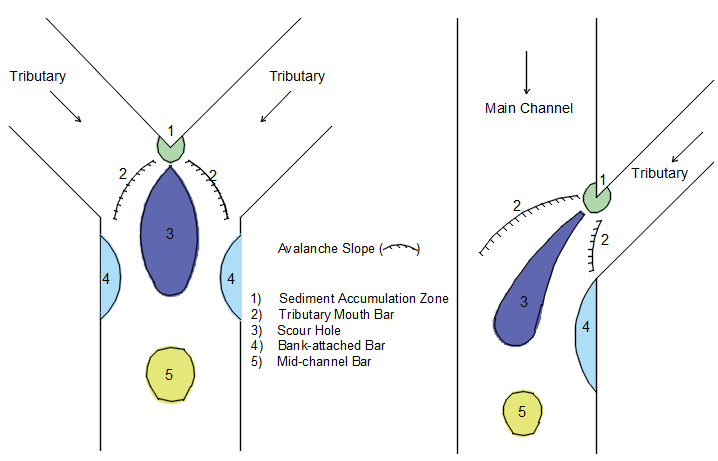 Tributary
Tributary
1
2
2
3
4
4
5
Avalanche Slope ( )
1) Sediment Accumulation Zone
2) Tributary Mouth Bar
3) Scour Hole
4) Bank-attached Bar
5) Mid-channel Bar
Main Channel
Tributary
1
2
2
3
4
5